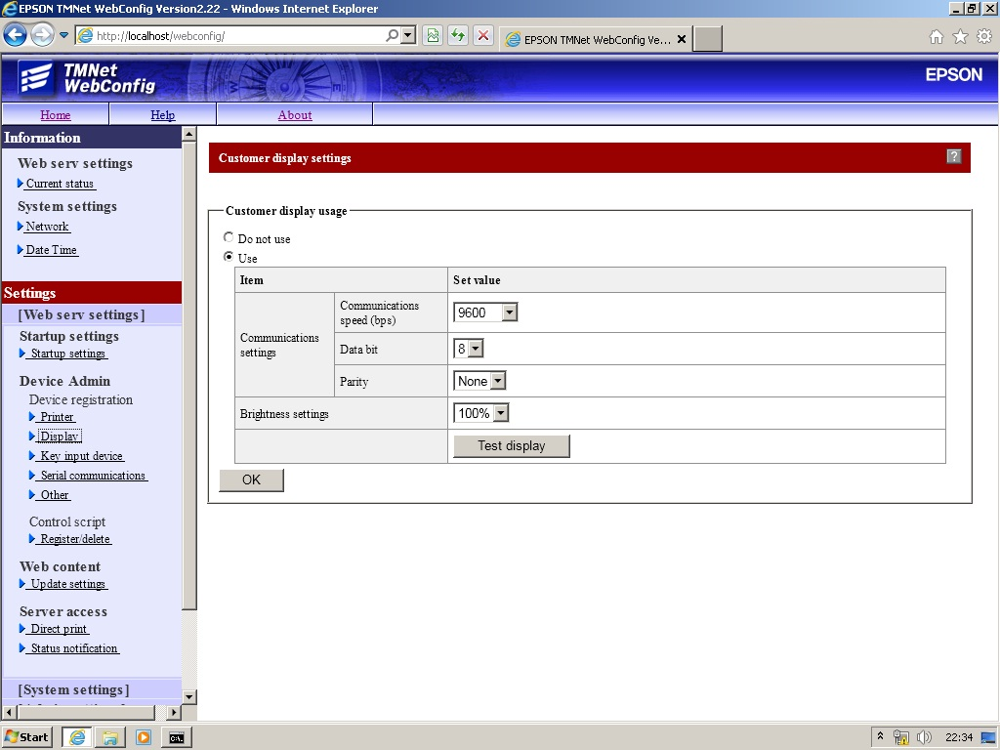 EPSON TMNet WebConfig Version2.22 - Windows Internet Explorer
http://localhost/webconfig/
EPSON TMNet WebConfig Ve...
TMNet
WebConfig
EPSON
Home
Help
About
Information
Web serv settings
Current status
System settings
Network
Date Time
Settings
[Web serv settings]
Startup settings
Startup settings
Device Admin
Device registration
Printer
Display
Key input device
Serial communications
Other
Control script
Register/delete
Web content
Update settings
Server access
Direct print
Status notification
[System settings]
Customer display settings
?
Customer display usage
Do not use
Use
Item
Set value
Communications settings
Communications
speed (bps)
9600
Data bit
8
Parity
None
Brightness settings
100%
Test display
OK
Start
22:34